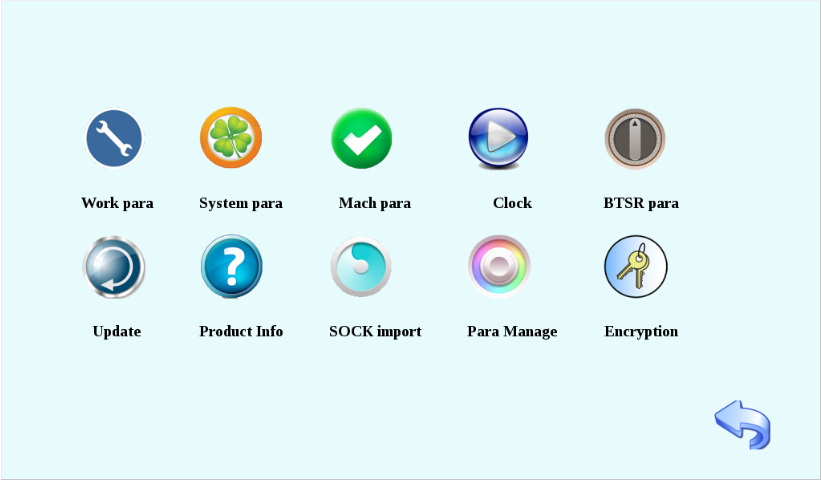 Work para
System para
Mach para
Clock
BTSR para
Update
Product Info
SOCK import
Para Manage
Encryption